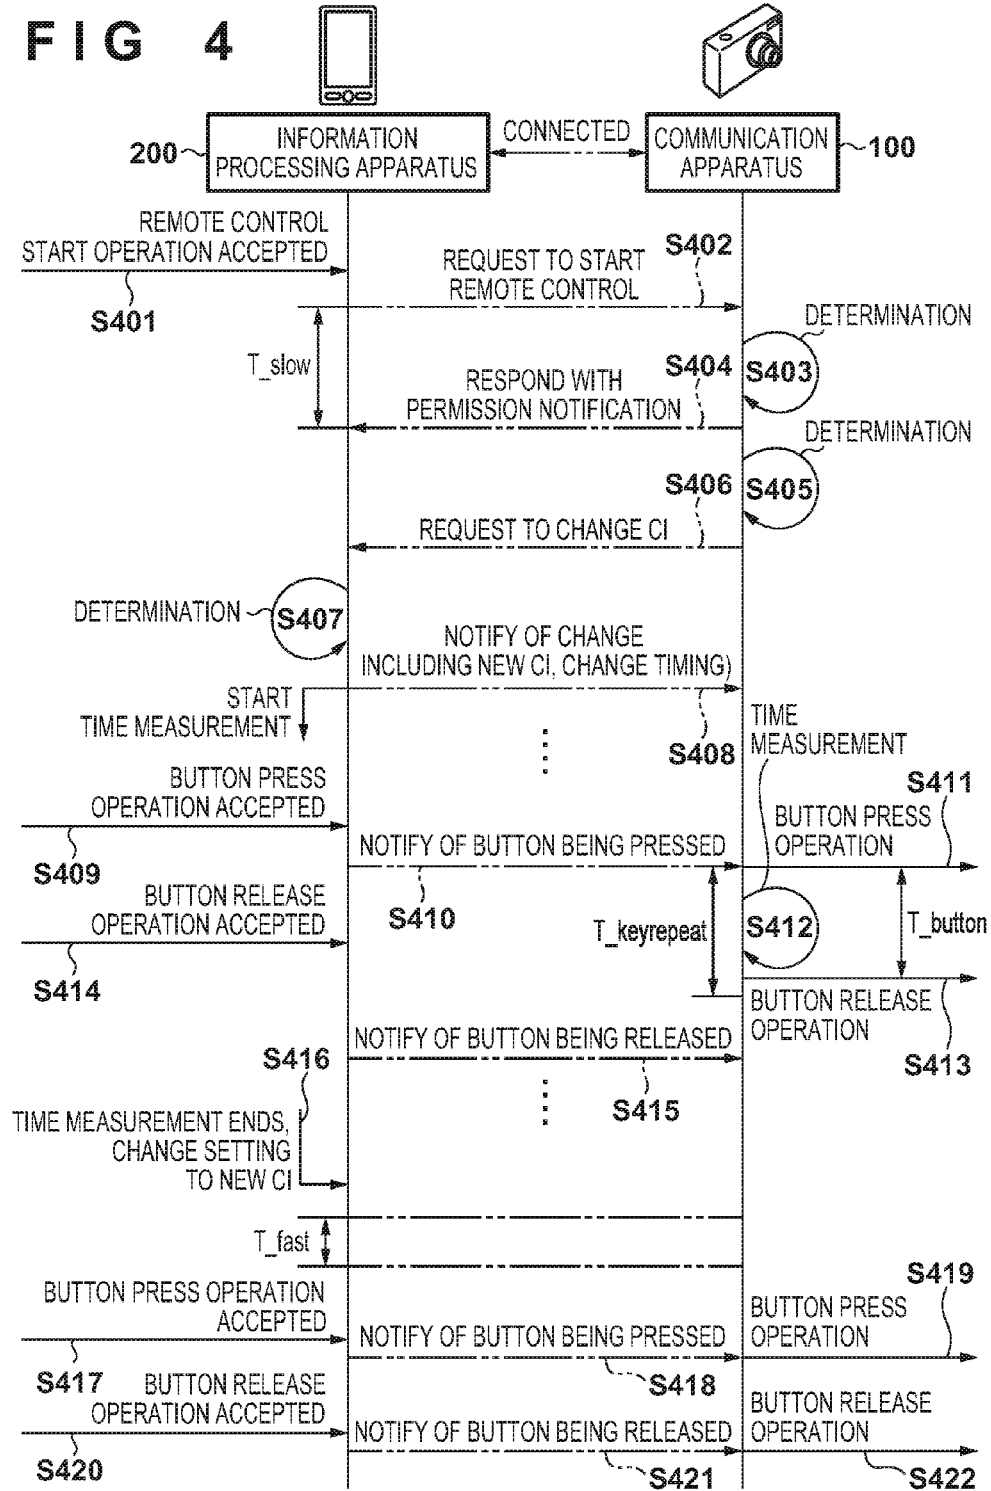 FIG 4
200
INFORMATION
PROCESSING APPARATUS
CONNECTED
COMMUNICATION
APPARATUS
100
REMOTE CONTROL
START OPERATION ACCEPTED
S401
REQUEST TO START
REMOTE CONTROL
S402
T_slow
DETERMINATION
S403
S404
RESPOND WITH
PERMISSION NOTIFICATION
DETERMINATION
S405
S406
REQUEST TO CHANGE CI
DETERMINATION
S407
NOTIFY OF CHANGE
INCLUDING NEW CI, CHANGE TIMING)
START
TIME MEASUREMENT
S408
TIME
MEASUREMENT
BUTTON PRESS
OPERATION ACCEPTED
S409
NOTIFY OF BUTTON BEING PRESSED
S410
S411
BUTTON PRESS
OPERATION
BUTTON RELEASE
OPERATION ACCEPTED
S414
T_keyrepeat
S412
T_button
BUTTON RELEASE
OPERATION
S413
NOTIFY OF BUTTON BEING RELEASED
S415
S416
TIME MEASUREMENT ENDS,
CHANGE SETTING
TO NEW CI
T_fast
BUTTON PRESS OPERATION
ACCEPTED
S417
NOTIFY OF BUTTON BEING PRESSED
S418
S419
BUTTON PRESS
OPERATION
BUTTON RELEASE
OPERATION ACCEPTED
S420
NOTIFY OF BUTTON BEING RELEASED
S421
BUTTON RELEASE
OPERATION
S422